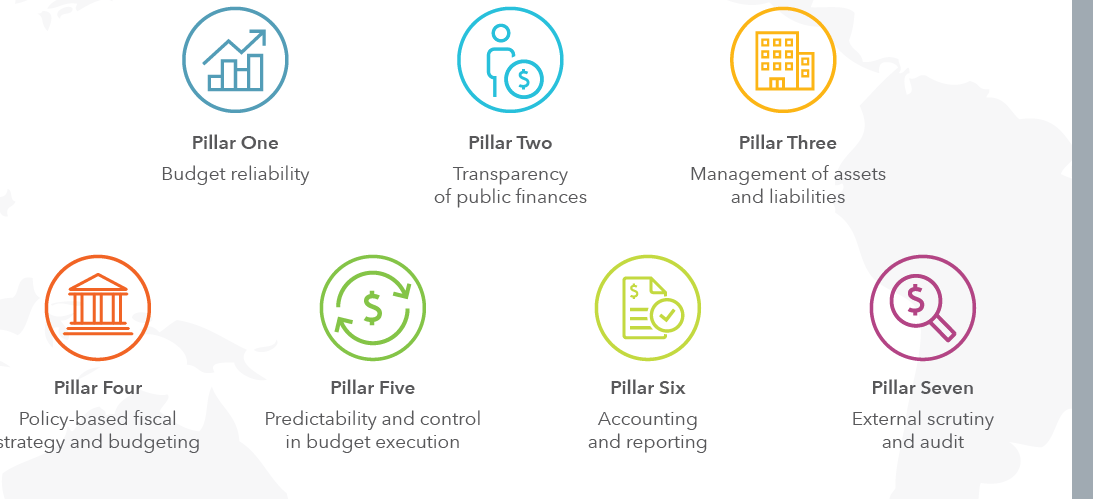 Pillar One
Budget reliability
Pillar Two
Transparency
of public finances
Pillar Three
Management of assets
and liabilities
Pillar Four
Policy-based fiscal
strategy and budgeting
Pillar Five
Predictability and control
in budget execution
Pillar Six
Accounting
and reporting
Pillar Seven
External scrutiny
and audit